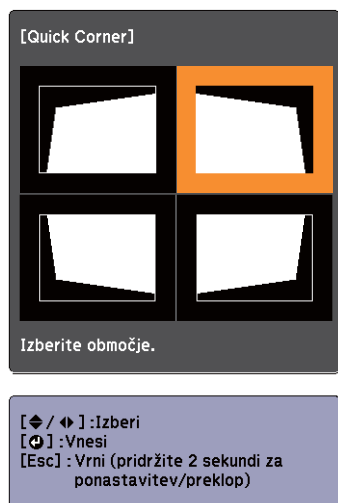 [Quick Corner]
Izberite območje.
[ / ] :Izberi
[ ] :Vnesi
[Esc] : Vrni (pridržite 2 sekundi za
ponastavitev/preklop)